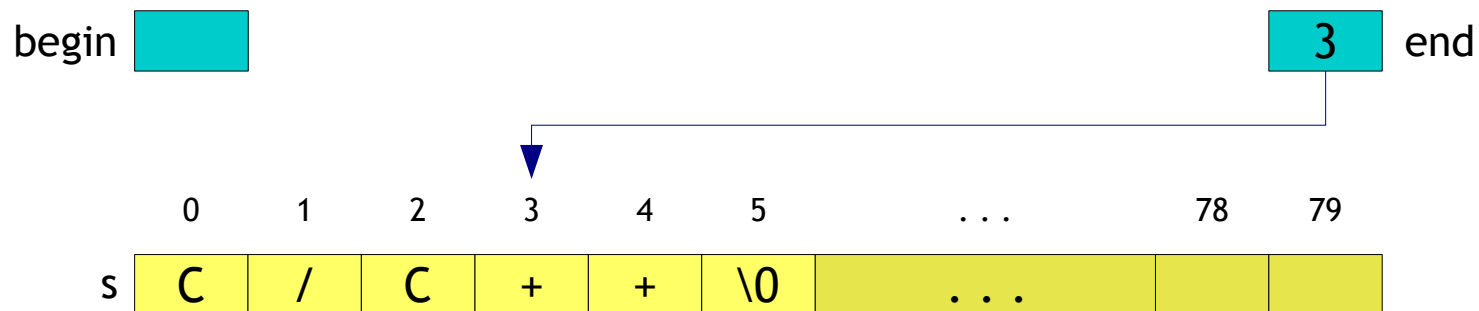 begin 3 end
0 1 2 3 4 5 . . . 78 79
s C / C + + \0 . . .